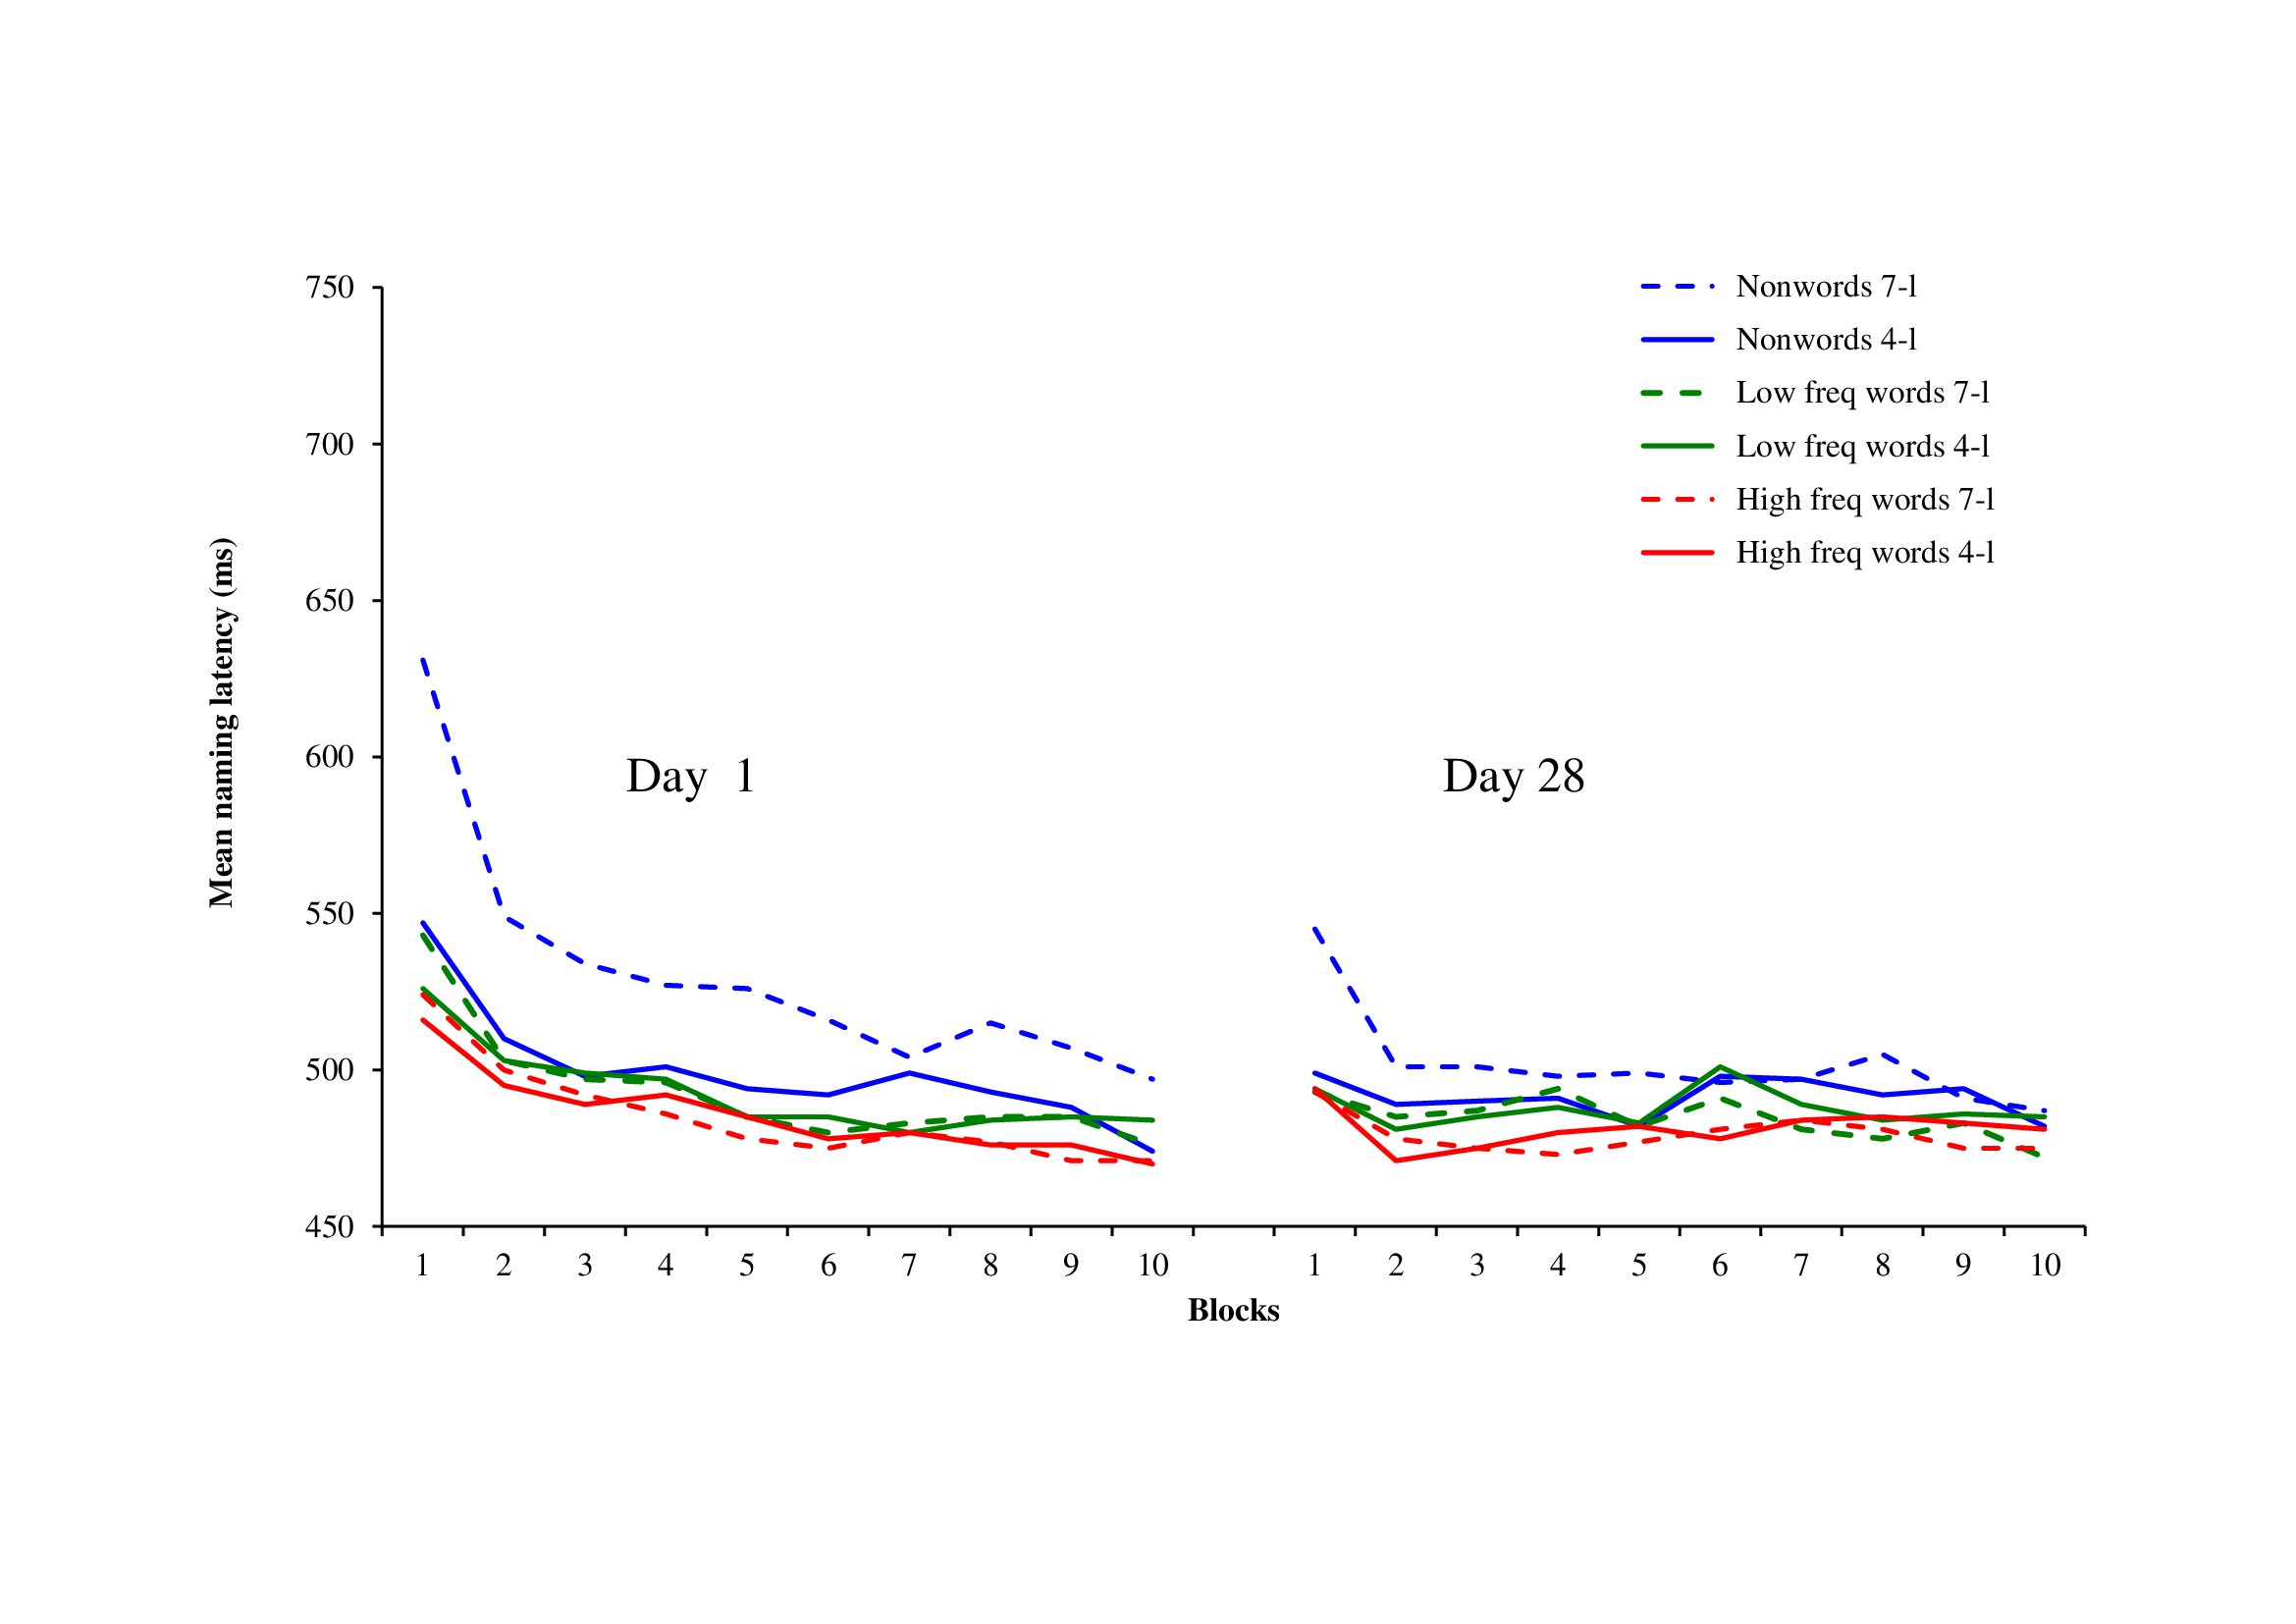 750
700
650
600
550
500
450
Mean naming latency (ms)
Nonwords 7-l
Nonwords 4-l
Low freq words 7-l
Low freq words 4-l
High freq words 7-l
High freq words 4-l
Day 1
Day 28
1 2 3 4 5 6 7 8 9 10 1 2 3 4 5 6 7 8 9 10
Blocks